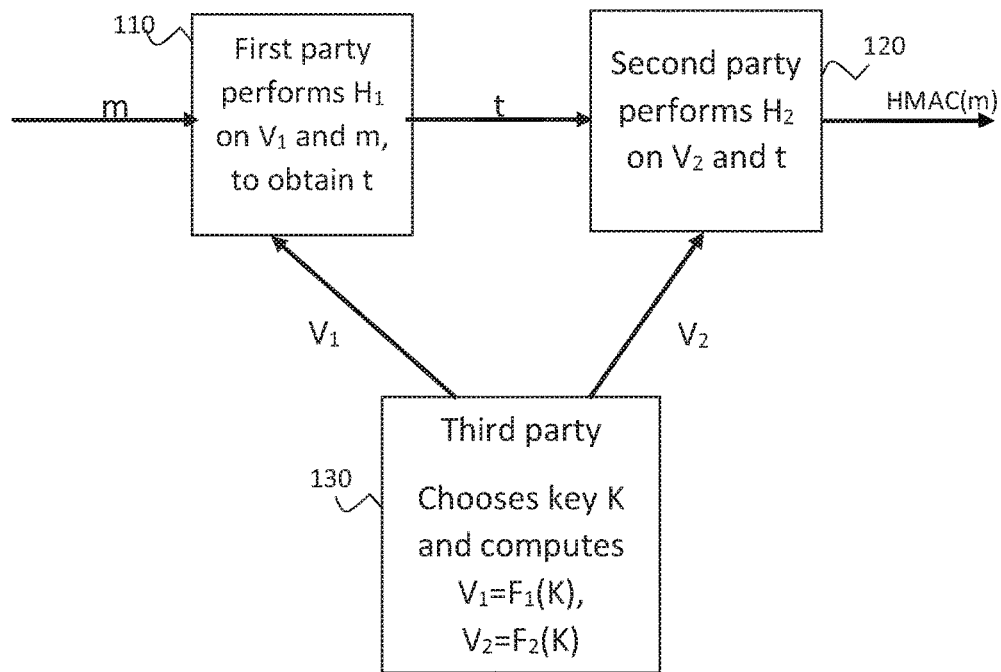 110
First party
performs H₁
on V₁ and m,
to obtain t
m
t
Second party
performs H₂
on V₂ and t
120
HMAC(m)
V₁
V₂
130
Third party
Chooses key K
and computes
V₁=F₁(K),
V₂=F₂(K)